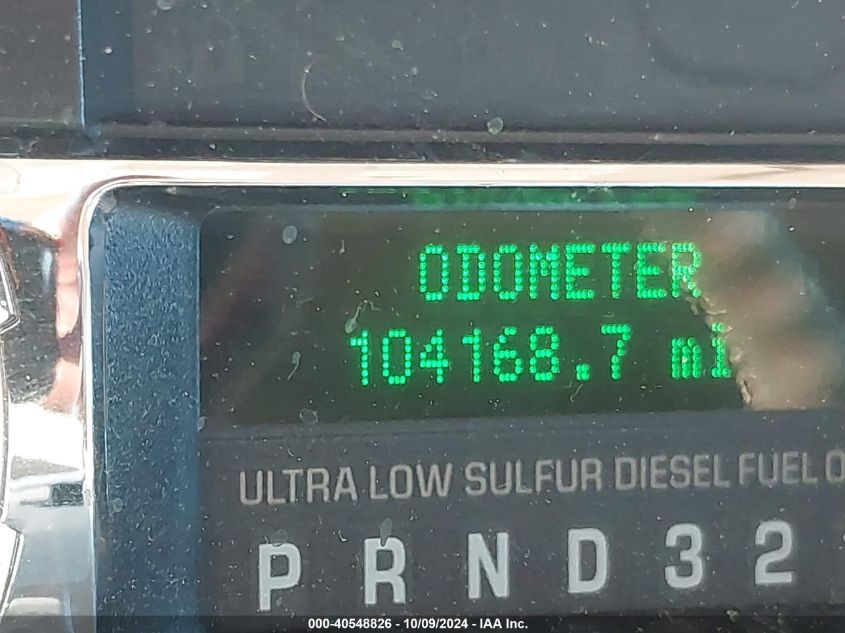 ODOMETER
104168.7 mi
ULTRA LOW SULFUR DIESEL FUEL O
P R N D 3 2
000-40548826 - 10/09/2024 - IAA Inc.